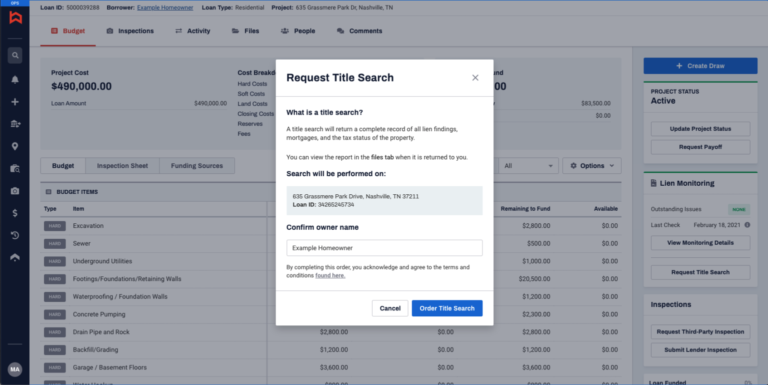 OPS
Loan ID: 5000039288 Borrower: Example Homeowner Loan Type: Residential Project: 635 Grassmere Park Dr, Nashville, TN
Budget Inspections Activity Files People Comments
Project Cost
$490,000.00
Loan Amount $490,000.00
Cost Breakd
Hard Costs
Soft Costs
Land Costs
Closing Costs
Reserves
Fees
und
00
$83,500.00
$0.00
Create Draw
PROJECT STATUS
Active
Update Project Status
Request Payoff
Budget Inspection Sheet Funding Sources All Options
Request Title Search
What is a title search?
A title search will return a complete record of all lien findings,
mortgages, and the tax status of the property.
You can view the report in the files tab when it is returned to you.
Search will be performed on:
635 Grassmere Park Drive, Nashville, TN 37211
Loan ID: 34265245734
Confirm owner name
Example Homeowner
By completing this order, you acknowledge and agree to the terms and
conditions found here.
Cancel Order Title Search
BUDGET ITEMS
Type Item Remaining to Fund Available
HARD Excavation $2,800.00 $0.00
HARD Sewer $500.00 $0.00
HARD Underground Utilities $1,000.00 $0.00
HARD Footings/Foundations/Retaining Walls $20,500.00 $0.00
HARD Waterproofing / Foundation Walls $1,200.00 $0.00
HARD Concrete Pumping $2,300.00 $0.00
HARD Drain Pipe and Rock $2,800.00 $0.00 $2,800.00 $0.00
HARD Backfill/Grading $1,200.00 $0.00 $1,200.00 $0.00
HARD Garage / Basement Floors $3,600.00 $0.00 $3,600.00 $0.00
Lien Monitoring
Outstanding Issues NONE
Last Check February 18, 2021
View Monitoring Details
Request Title Search
Inspections
Request Third-Party Inspection
Submit Lender Inspection
Loan Funded
MA